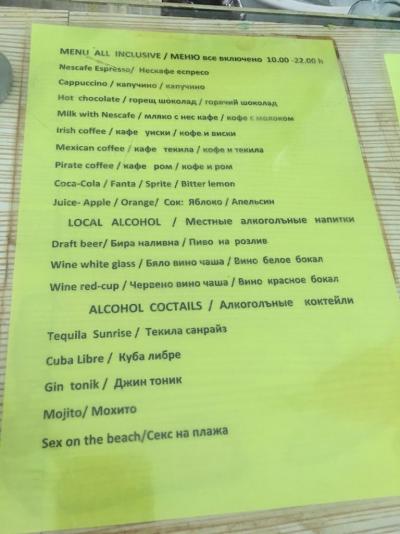 MENU ALL INCLUSIVE / МЕНЮ все включено 10.00 -22.00 h
Nescafe Espresso/ Нескафе еспресо
Cappuccino / капучино / капучино
Hot chocolate / горещ шоколад / горячий шоколад
Milk with Nescafe / мляко с нес кафе / кофе с молоком
Irish coffee / кафе уиски / кофе и виски
Mexican coffee / кафе текила / кофе и текила
Pirate coffee / кафе ром / кофе и ром
Coca-Cola / Fanta / Sprite / Bitter lemon
Juice- Apple / Orange/ Сок: Яблоко / Апельсин
LOCAL ALCOHOL / Местные алкогольные напитки
Draft beer/ Бира наливна / Пиво на розлив
Wine white glass / Бяло вино чаша / Вино белое бокал
Wine red-cup / Червено вино чаша / Вино красное бокал
ALCOHOL COCTAILS / Алкогольные коктейли
Tequila Sunrise / Текила санрайз
Cuba Libre / Куба либре
Gin tonik / Джин тоник
Mojito/ Мохито
Sex on the beach/Секс на плажа